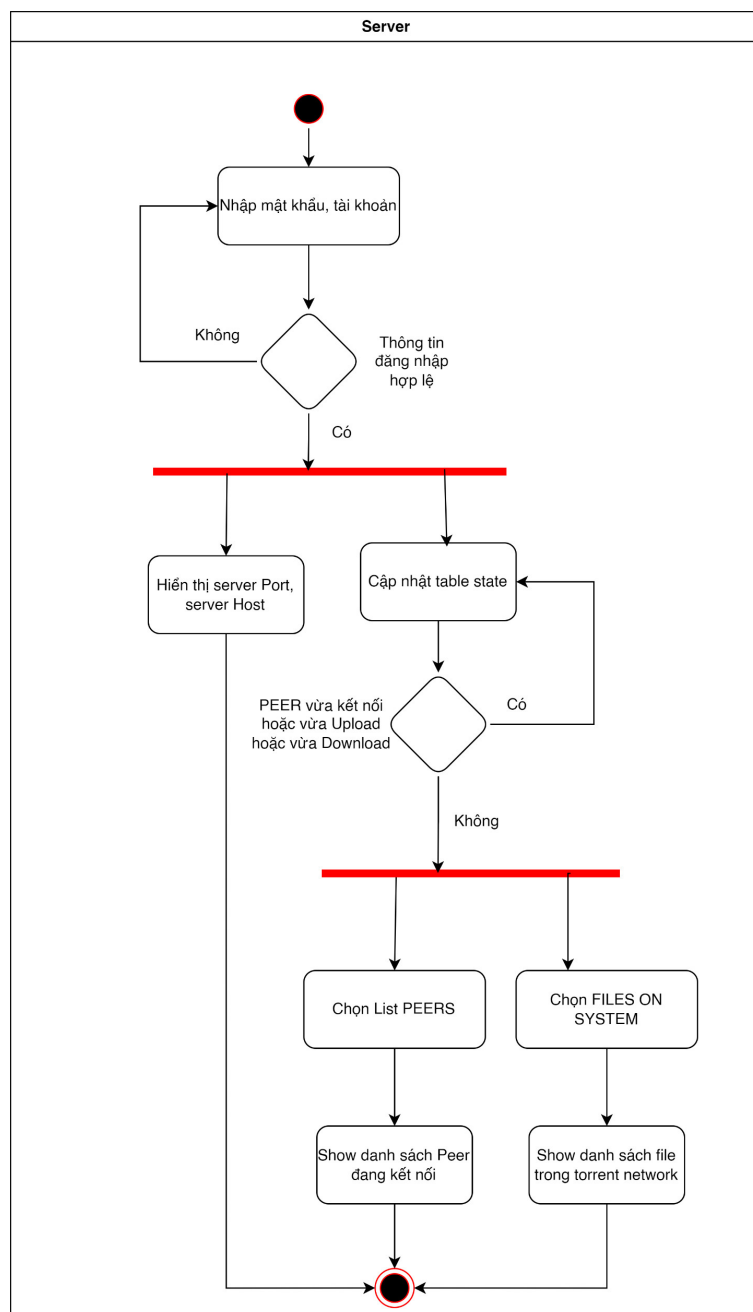 Server
Nhập mật khẩu, tài khoản
Không
Thông tin
đăng nhập
hợp lệ
Có
Hiển thị server Port,
server Host
Cập nhật table state
PEER vừa kết nối
hoặc vừa Upload
hoặc vừa Download
Có
Không
Chọn List PEERS
Chọn FILES ON
SYSTEM
Show danh sách Peer
đang kết nối
Show danh sách file
trong torrent network